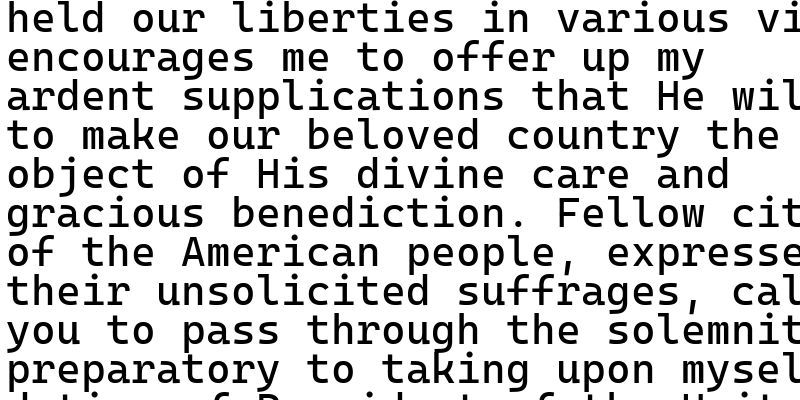 held our liberties in various vi
encourages me to offer up my
ardent supplications that He wil
to make our beloved country the
object of His divine care and
gracious benediction. Fellow cit
of the American people, expresse
their unsolicited suffrages, cal
you to pass through the solemnit
preparatory to taking upon mysel